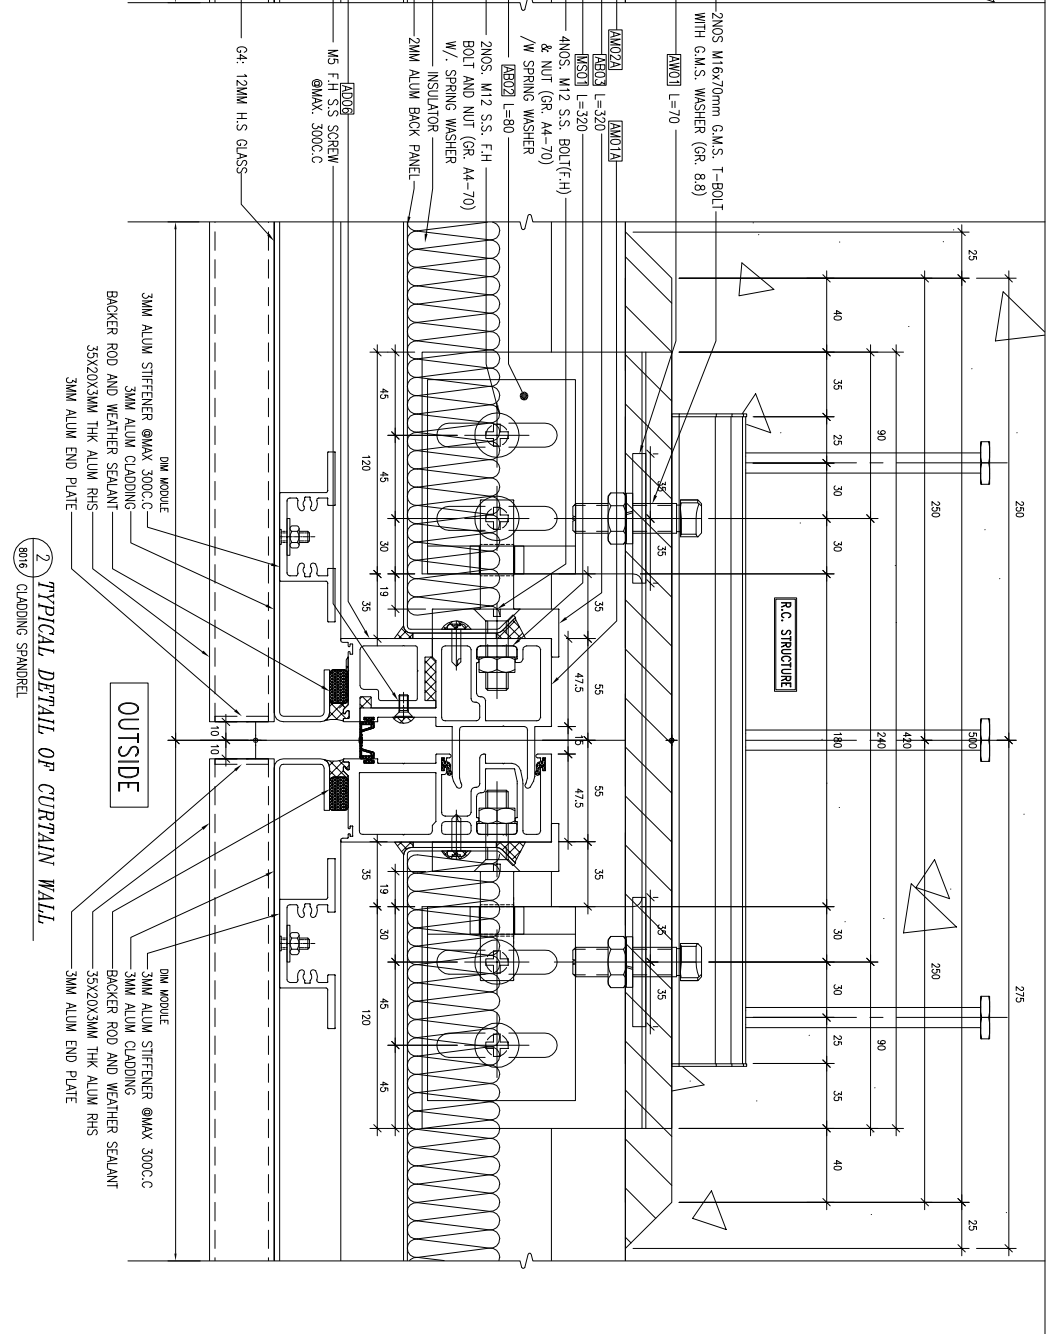 2NOS M16x70mm G.M.S. T-BOLT
WITH G.M.S. WASHER (GR. 8.8)
AW01 L=70
AM02A
AM01A
AB03 L=320
MS01 L=320
4NOS. M12 S.S. BOLT(F.H)
& NUT (GR. A4-70)
/W SPRING WASHER
AB02 L=80
2NOS. M12 S.S. F.H
BOLT AND NUT (GR. A4-70)
W/. SPRING WASHER
INSULATOR
2MM ALUM BACK PANEL
AD06
M5 F.H S.S SCREW
@MAX. 300C.C
G4: 12MM H.S GLASS
25
250
275
25
500
250
250
420
90
240
90
40
35
25
30
30
180
30
30
25
35
40
R.C. STRUCTURE
35
35
35
35
35
55
55
35
47.5
15
47.5
45
45
30
19
19
30
45
45
120
35
35
120
10
10
DIM MODULE
3MM ALUM STIFFENER @MAX 300C.C
3MM ALUM CLADDING
BACKER ROD AND WEATHER SEALANT
35X20X3MM THK ALUM RHS
3MM ALUM END PLATE
DIM MODULE
3MM ALUM STIFFENER @MAX 300C.C
3MM ALUM CLADDING
BACKER ROD AND WEATHER SEALANT
35X20X3MM THK ALUM RHS
3MM ALUM END PLATE
OUTSIDE
2
8016
TYPICAL DETAIL OF CURTAIN WALL
CLADDING SPANDREL